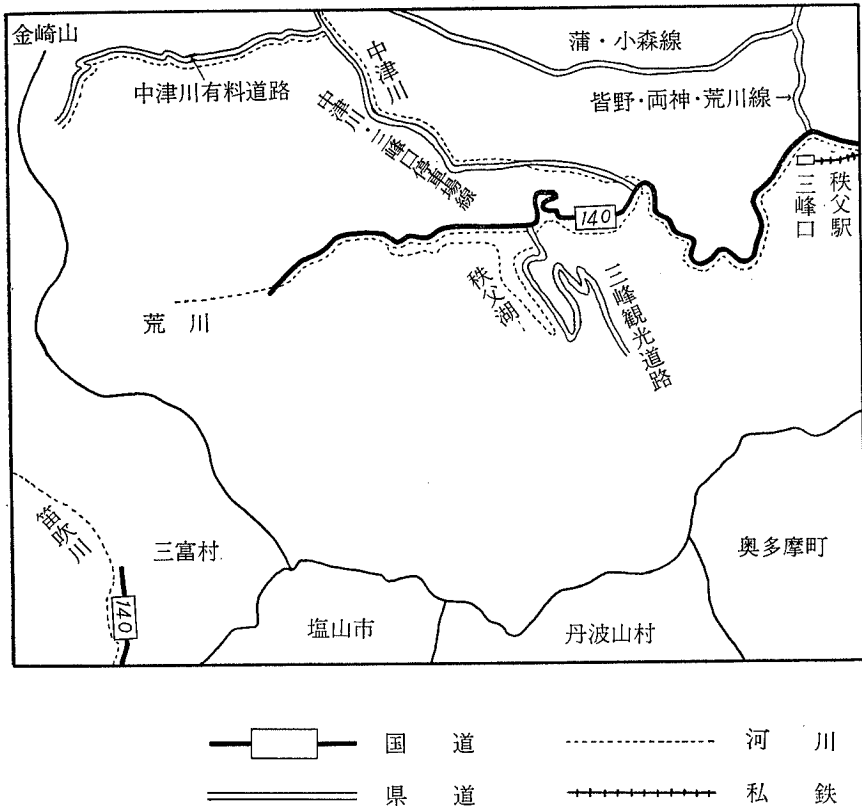 金崎山
中津川有料道路
中津川
中津川・三峰口停車場線
蒲・小森線
皆野・両神・荒川線→
秩父駅
三峰口
140
秩父湖
三峰観光道路
荒川
笛吹川
三富村
140
塩山市
丹波山村
奥多摩町
国道
河川
県道
私鉄